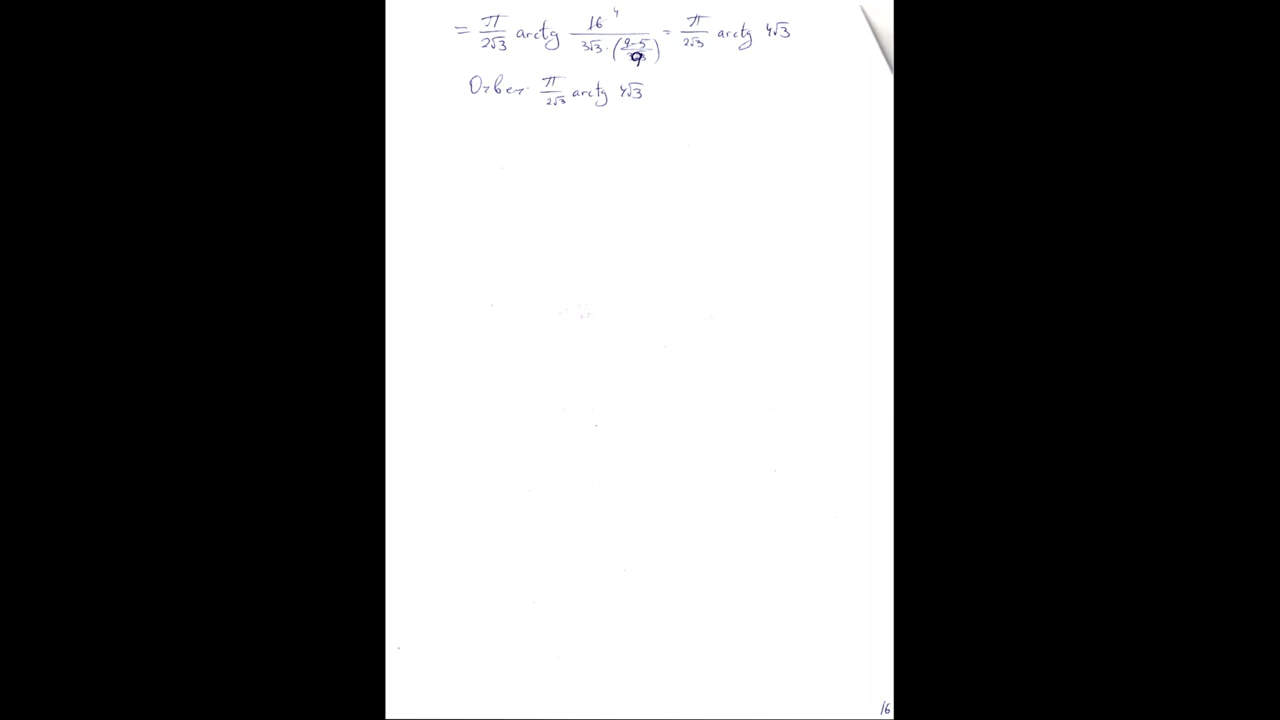 = π/(2√3) arctg 16 4/(3√3 · ((9-5)/9)) = π/(2√3) arctg 4√3
Ответ: π/(2√3) arctg 4√3
16